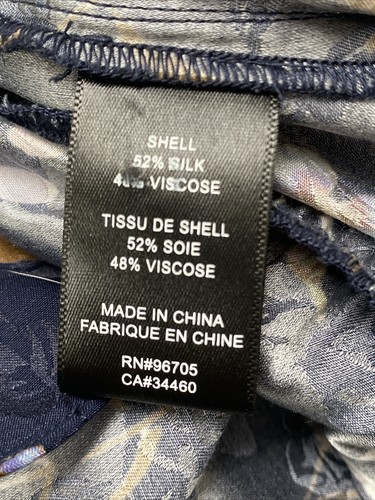 SHELL
52% SILK
48% VISCOSE
TISSU DE SHELL
52% SOIE
48% VISCOSE
MADE IN CHINA
FABRIQUE EN CHINE
RN#96705
CA#34460